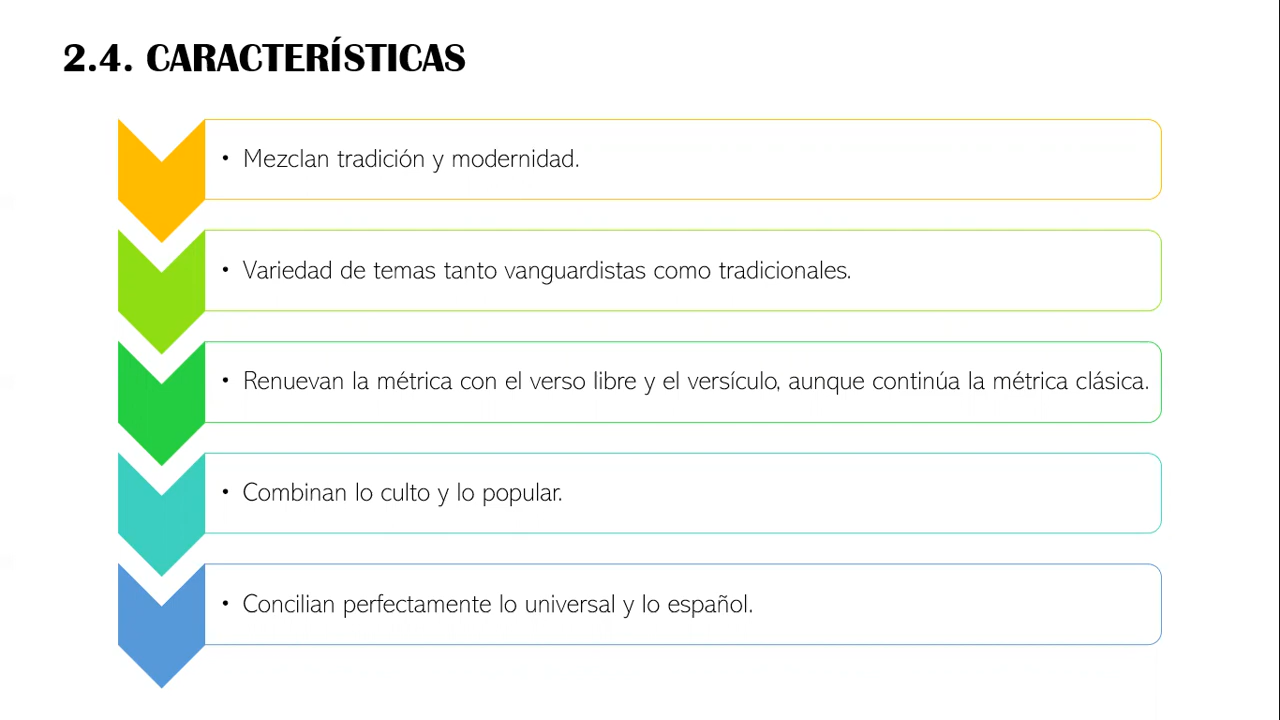 2.4. CARACTERÍSTICAS
• Mezclan tradición y modernidad.
• Variedad de temas tanto vanguardistas como tradicionales.
• Renuevan la métrica con el verso libre y el versículo, aunque continúa la métrica clásica.
• Combinan lo culto y lo popular.
• Concilian perfectamente lo universal y lo español.